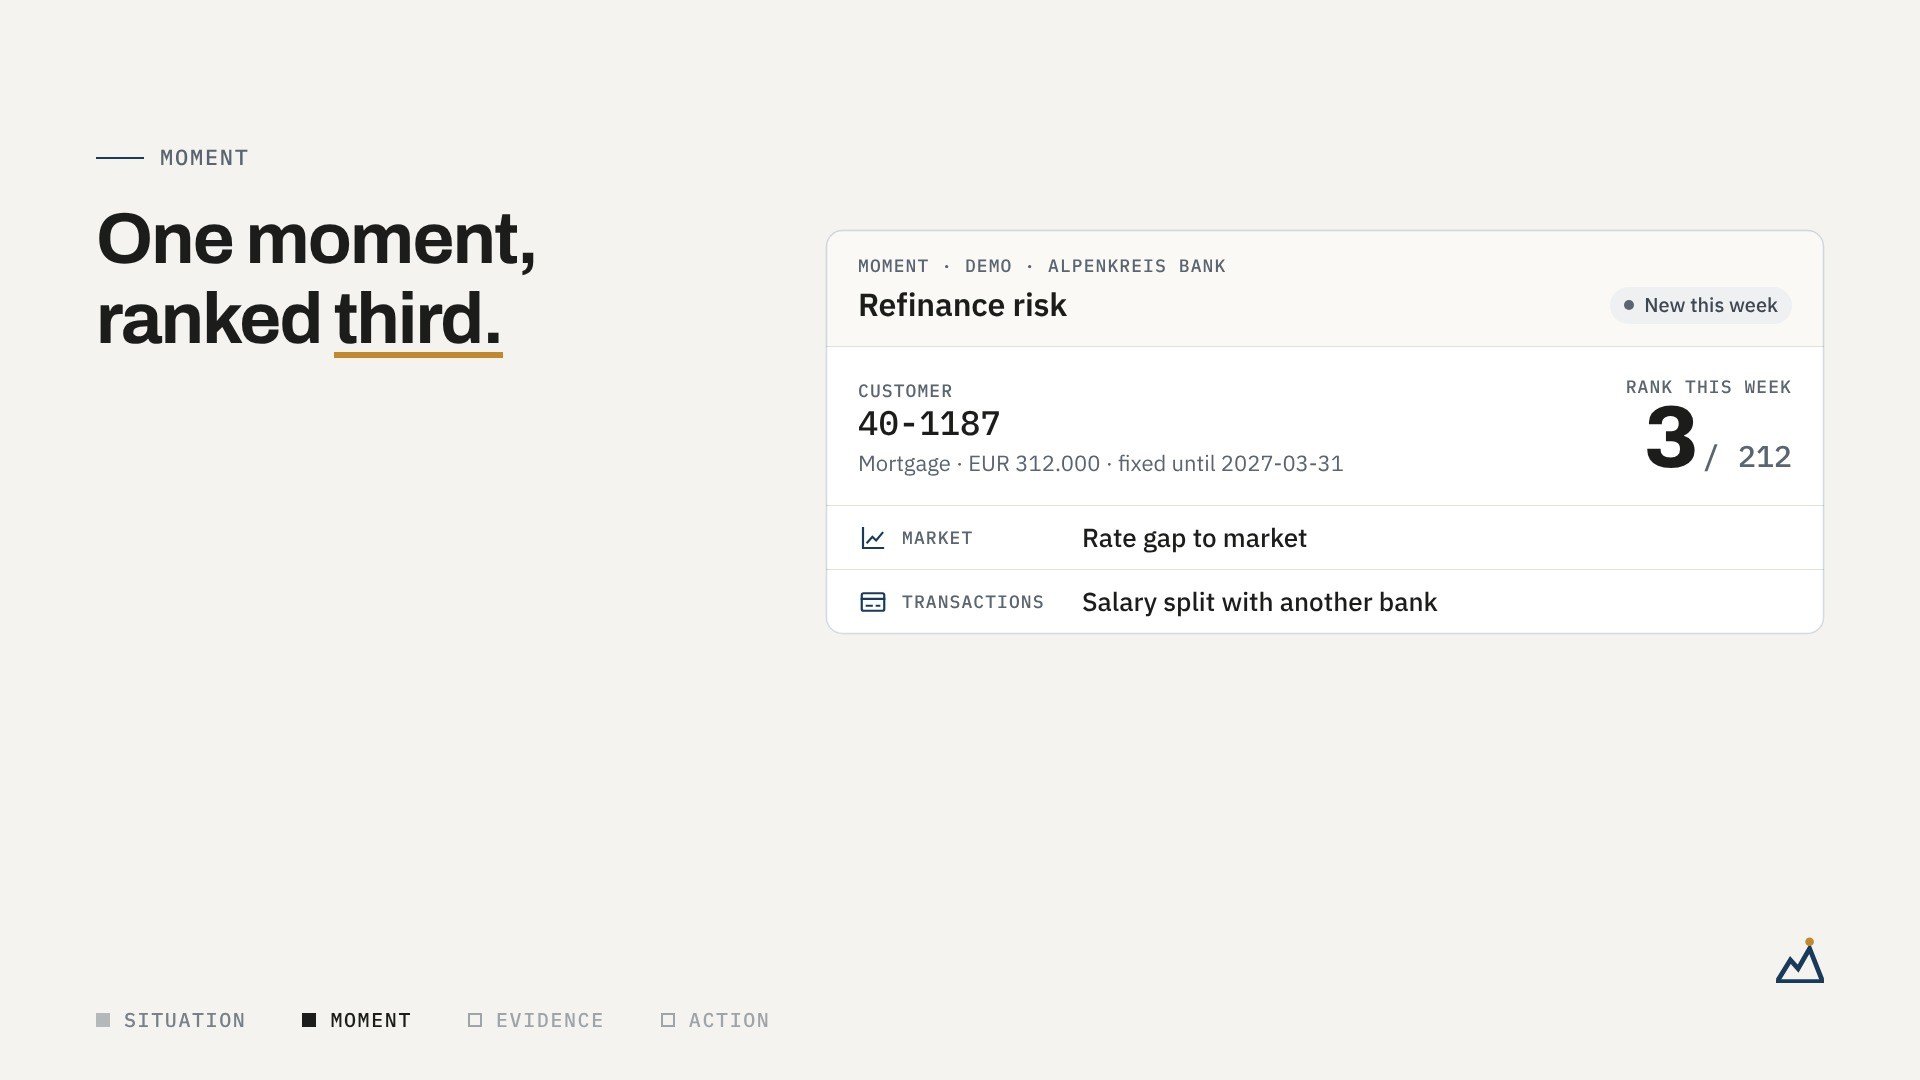 MOMENT
One moment,
ranked third.
MOMENT · DEMO · ALPENKREIS BANK
Refinance risk
New this week
CUSTOMER
40-1187
Mortgage · EUR 312.000 · fixed until 2027-03-31
RANK THIS WEEK
3 / 212
MARKET Rate gap to market
TRANSACTIONS Salary split with another bank
SITUATION MOMENT EVIDENCE ACTION